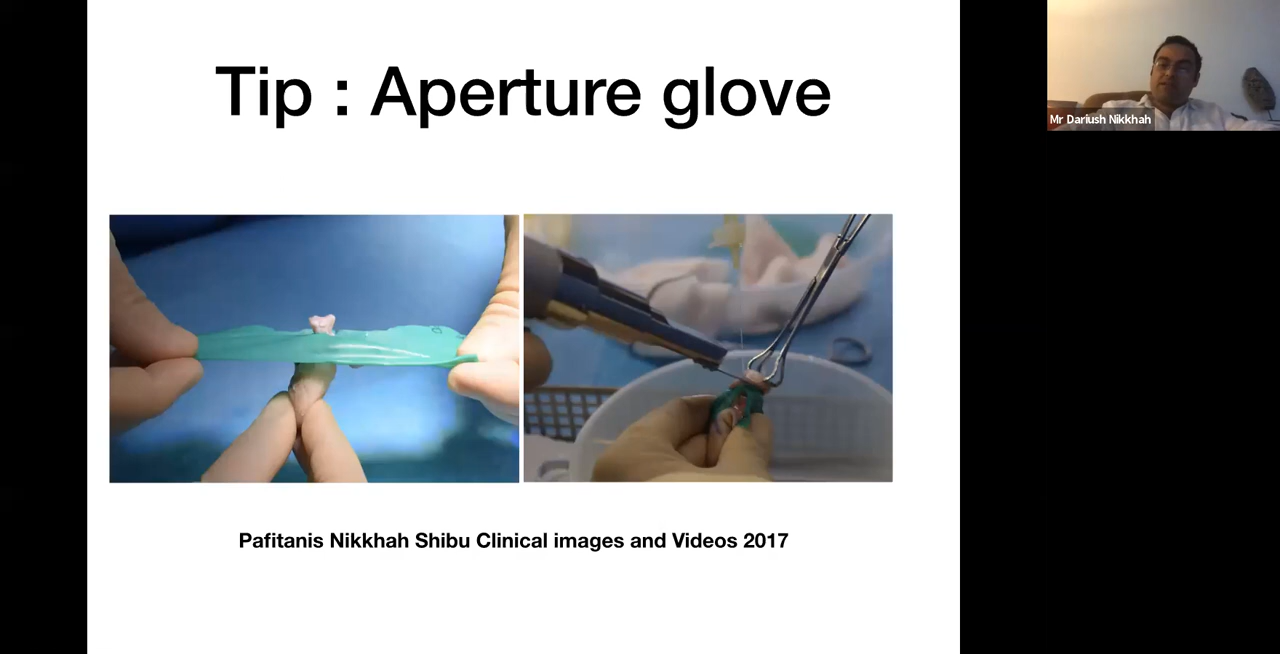 Tip : Aperture glove
Mr Dariush Nikkhah
Pafitanis Nikkhah Shibu Clinical images and Videos 2017